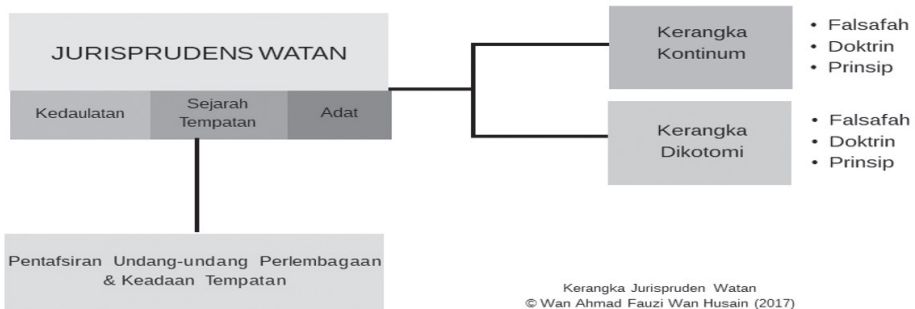 JURISPRUDENS WATAN
Kedaulatan
Sejarah
Tempatan
Adat
Kerangka
Kontinum
• Falsafah
• Doktrin
• Prinsip
Kerangka
Dikotomi
• Falsafah
• Doktrin
• Prinsip
Pentafsiran Undang-undang Perlembagaan
& Keadaan Tempatan
Kerangka Jurispruden Watan
© Wan Ahmad Fauzi Wan Husain (2017)